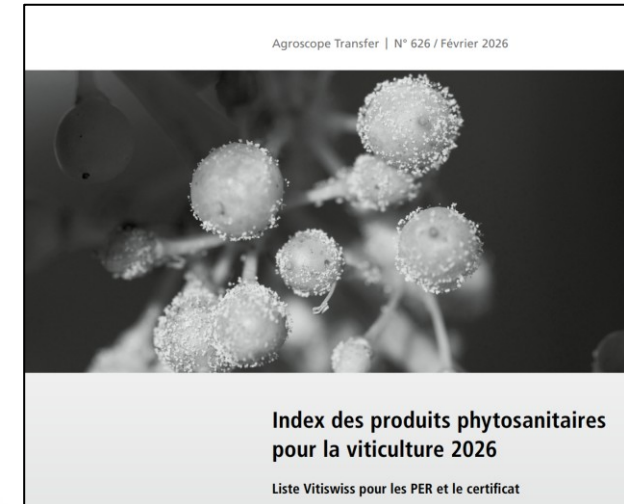 Agroscope Transfer | N° 626 / Février 2026
Index des produits phytosanitaires
pour la viticulture 2026
Liste Vitiswiss pour les PER et le certificat